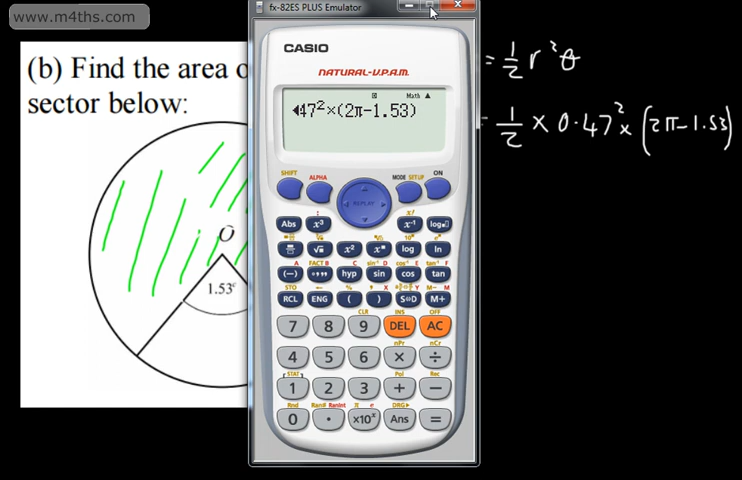 www.m4ths.com
fx-82ES PLUS Emulator
(b) Find the area o
sector below:
O
1.53ᶜ
= 1/2 r²θ
= 1/2 × 0.47² × (2π-1.53)
CASIO
NATURAL-V.P.A.M.
D Math ▲
◀47²×(2π-1.53)
SHIFT ALPHA REPLAY MODE SETUP ON
Abs x³ x⁻¹ log
x² log ln
(-) hyp sin cos tan
RCL ENG ( ) S⇔D M+
7 8 9 DEL AC
4 5 6 × ÷
1 2 3 + −
0 . ×10ˣ Ans =